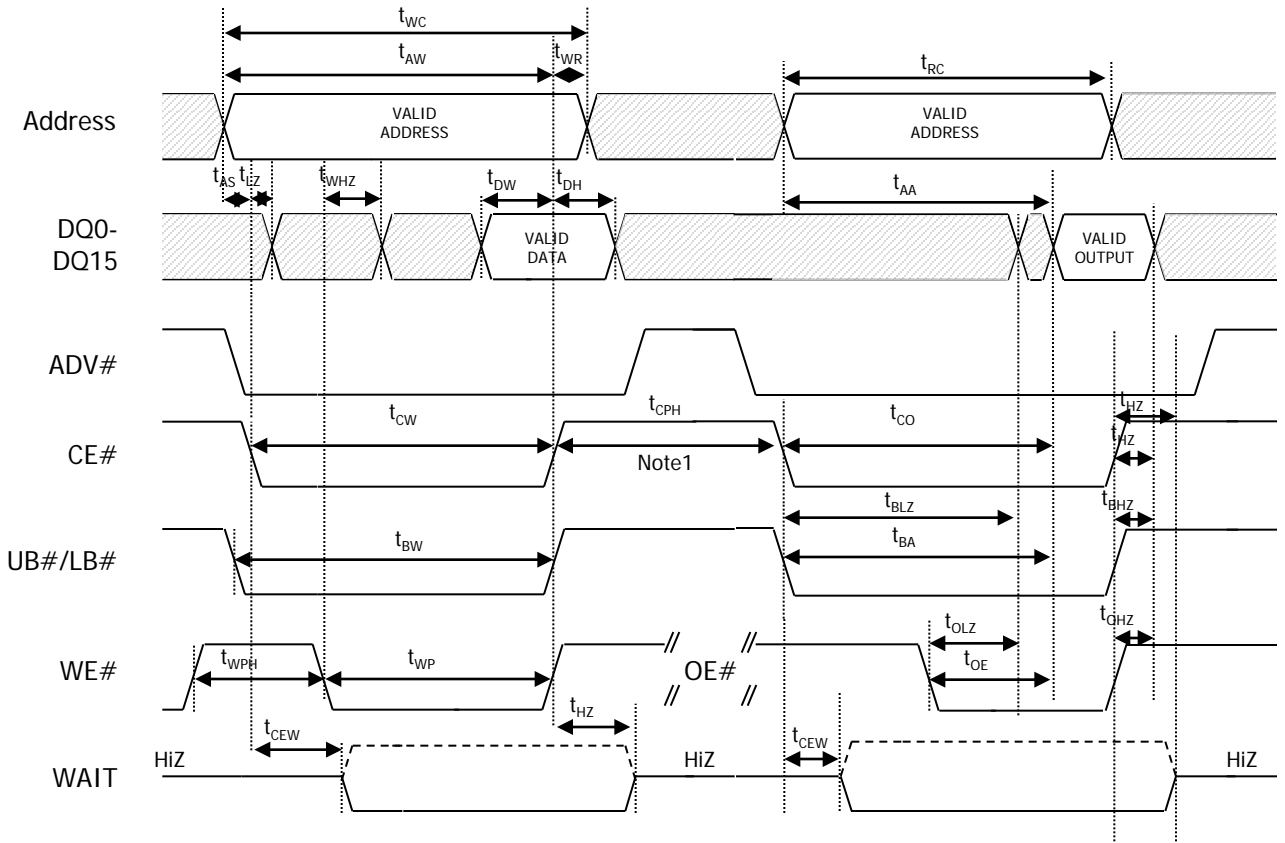 tWC
tAW
tWR
tRC
Address
VALID
ADDRESS
VALID
ADDRESS
tAS
tLZ
tWHZ
tDW
tDH
tAA
DQ0-
DQ15
VALID
DATA
VALID
OUTPUT
ADV#
tCW
tCPH
tCO
tHZ
CE#
Note1
tHZ
tBLZ
tBHZ
UB#/LB#
tBW
tBA
WE#
tWPH
tWP
OE#
tOLZ
tOE
tOHZ
tHZ
tCEW
tCEW
WAIT
HiZ
HiZ
HiZ